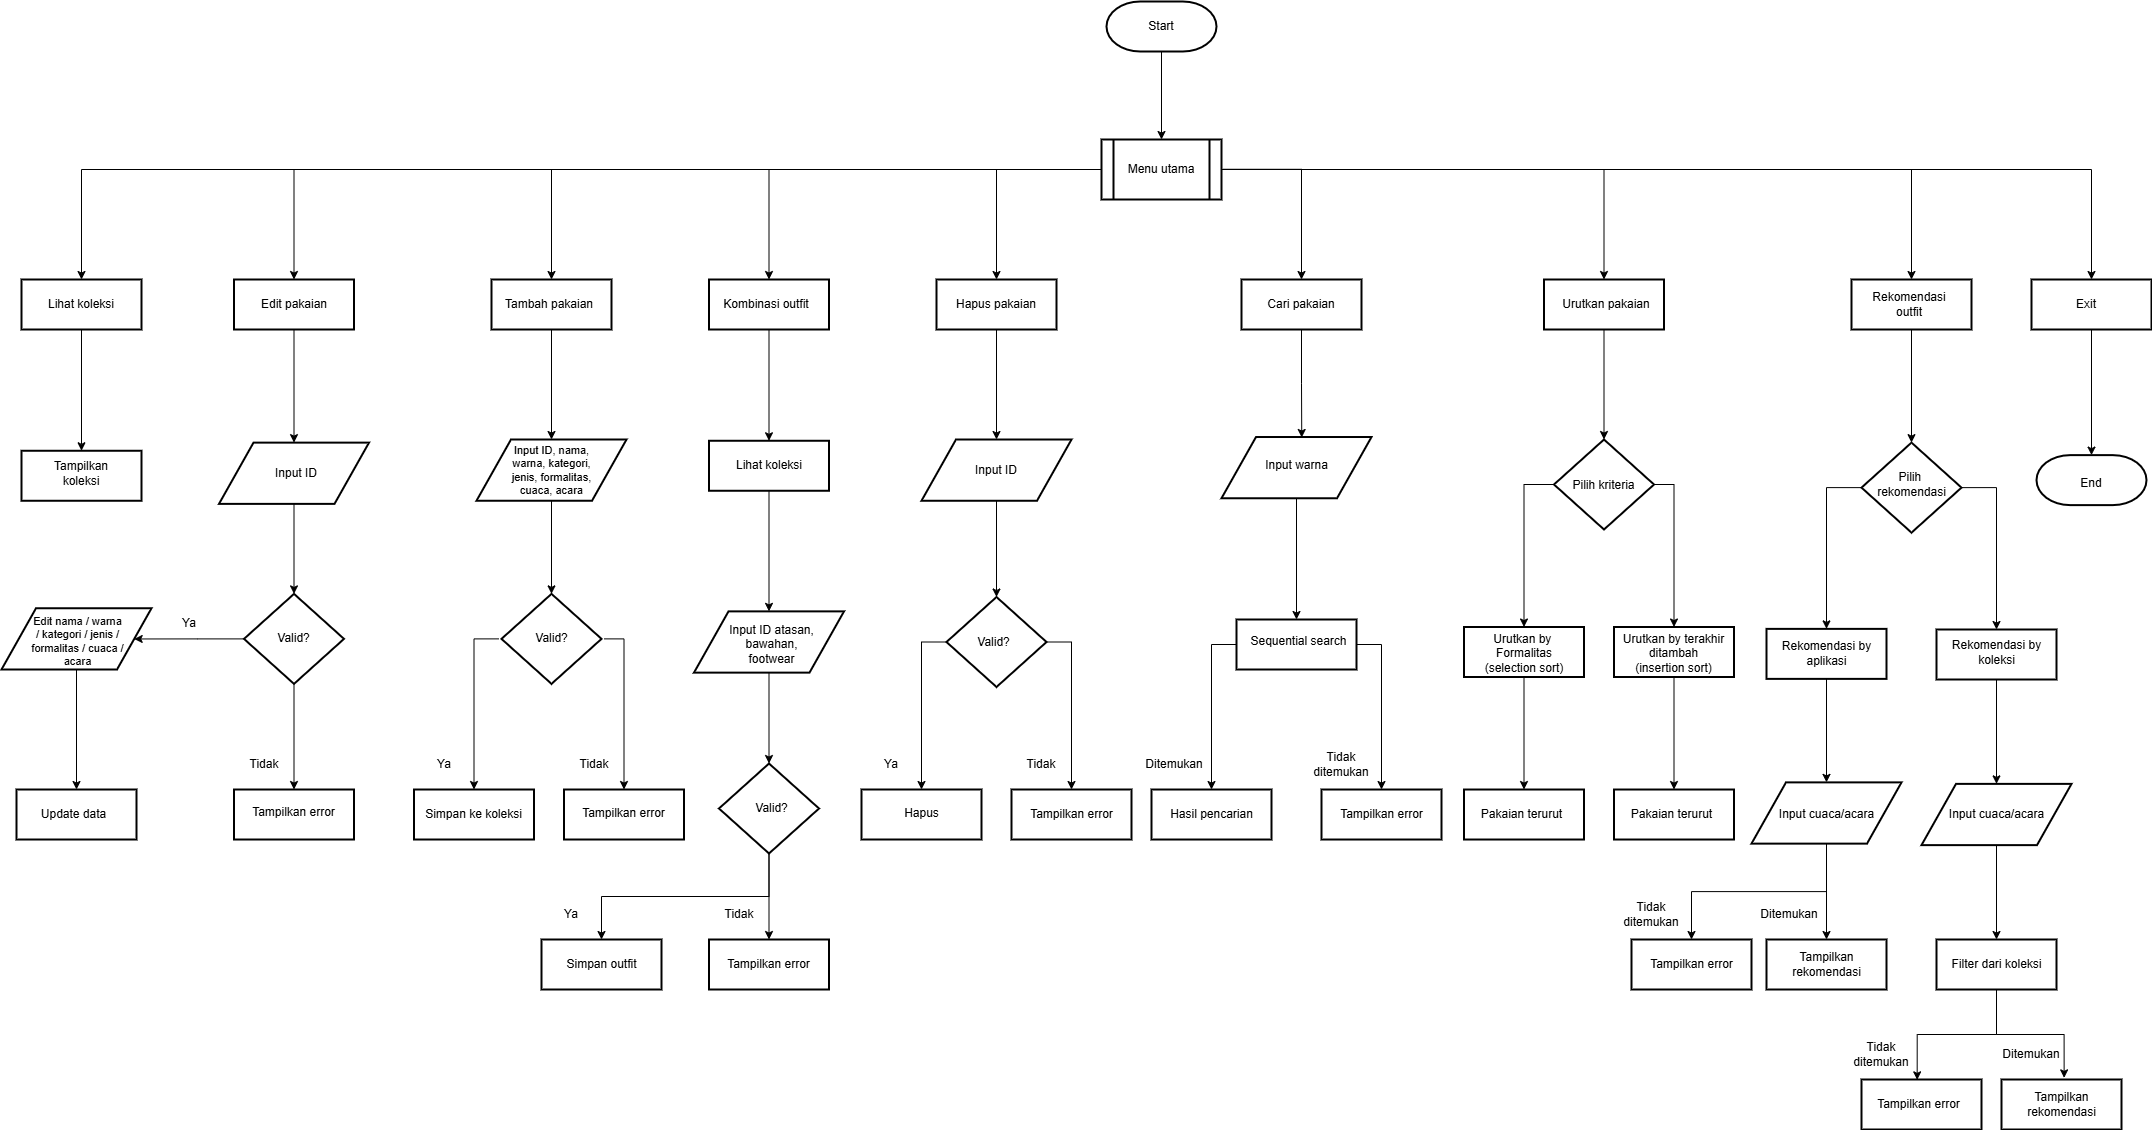 Start
Menu utama
Lihat koleksi
Edit pakaian
Tambah pakaian
Kombinasi outfit
Hapus pakaian
Cari pakaian
Urutkan pakaian
Rekomendasi
outfit
Exit
Tampilkan
koleksi
Input ID
Input ID, nama,
warna, kategori,
jenis, formalitas,
cuaca, acara
Lihat koleksi
Input ID
Input warna
Pilih kriteria
Pilih
rekomendasi
End
Edit nama / warna
/ kategori / jenis /
formalitas / cuaca /
acara
Ya
Valid?
Valid?
Input ID atasan,
bawahan,
footwear
Valid?
Sequential search
Urutkan by
Formalitas
(selection sort)
Urutkan by terakhir
ditambah
(insertion sort)
Rekomendasi by
aplikasi
Rekomendasi by
koleksi
Tidak
Ya
Tidak
Ya
Tidak
Ditemukan
Tidak
ditemukan
Update data
Tampilkan error
Simpan ke koleksi
Tampilkan error
Valid?
Hapus
Tampilkan error
Hasil pencarian
Tampilkan error
Pakaian terurut
Pakaian terurut
Input cuaca/acara
Input cuaca/acara
Ya
Tidak
Tidak
ditemukan
Ditemukan
Simpan outfit
Tampilkan error
Tampilkan error
Tampilkan
rekomendasi
Filter dari koleksi
Tidak
ditemukan
Ditemukan
Tampilkan error
Tampilkan
rekomendasi